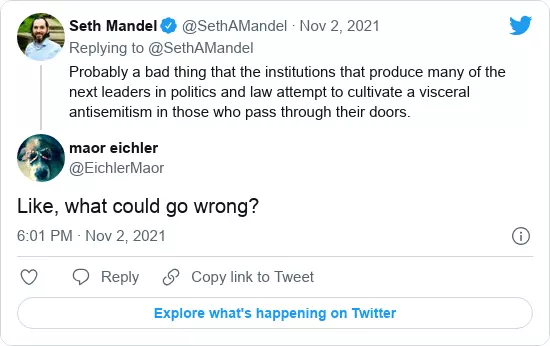 Seth Mandel @SethAMandel · Nov 2, 2021
Replying to @SethAMandel
Probably a bad thing that the institutions that produce many of the
next leaders in politics and law attempt to cultivate a visceral
antisemitism in those who pass through their doors.
maor eichler
@EichlerMaor
Like, what could go wrong?
6:01 PM · Nov 2, 2021
Reply Copy link to Tweet
Explore what's happening on Twitter